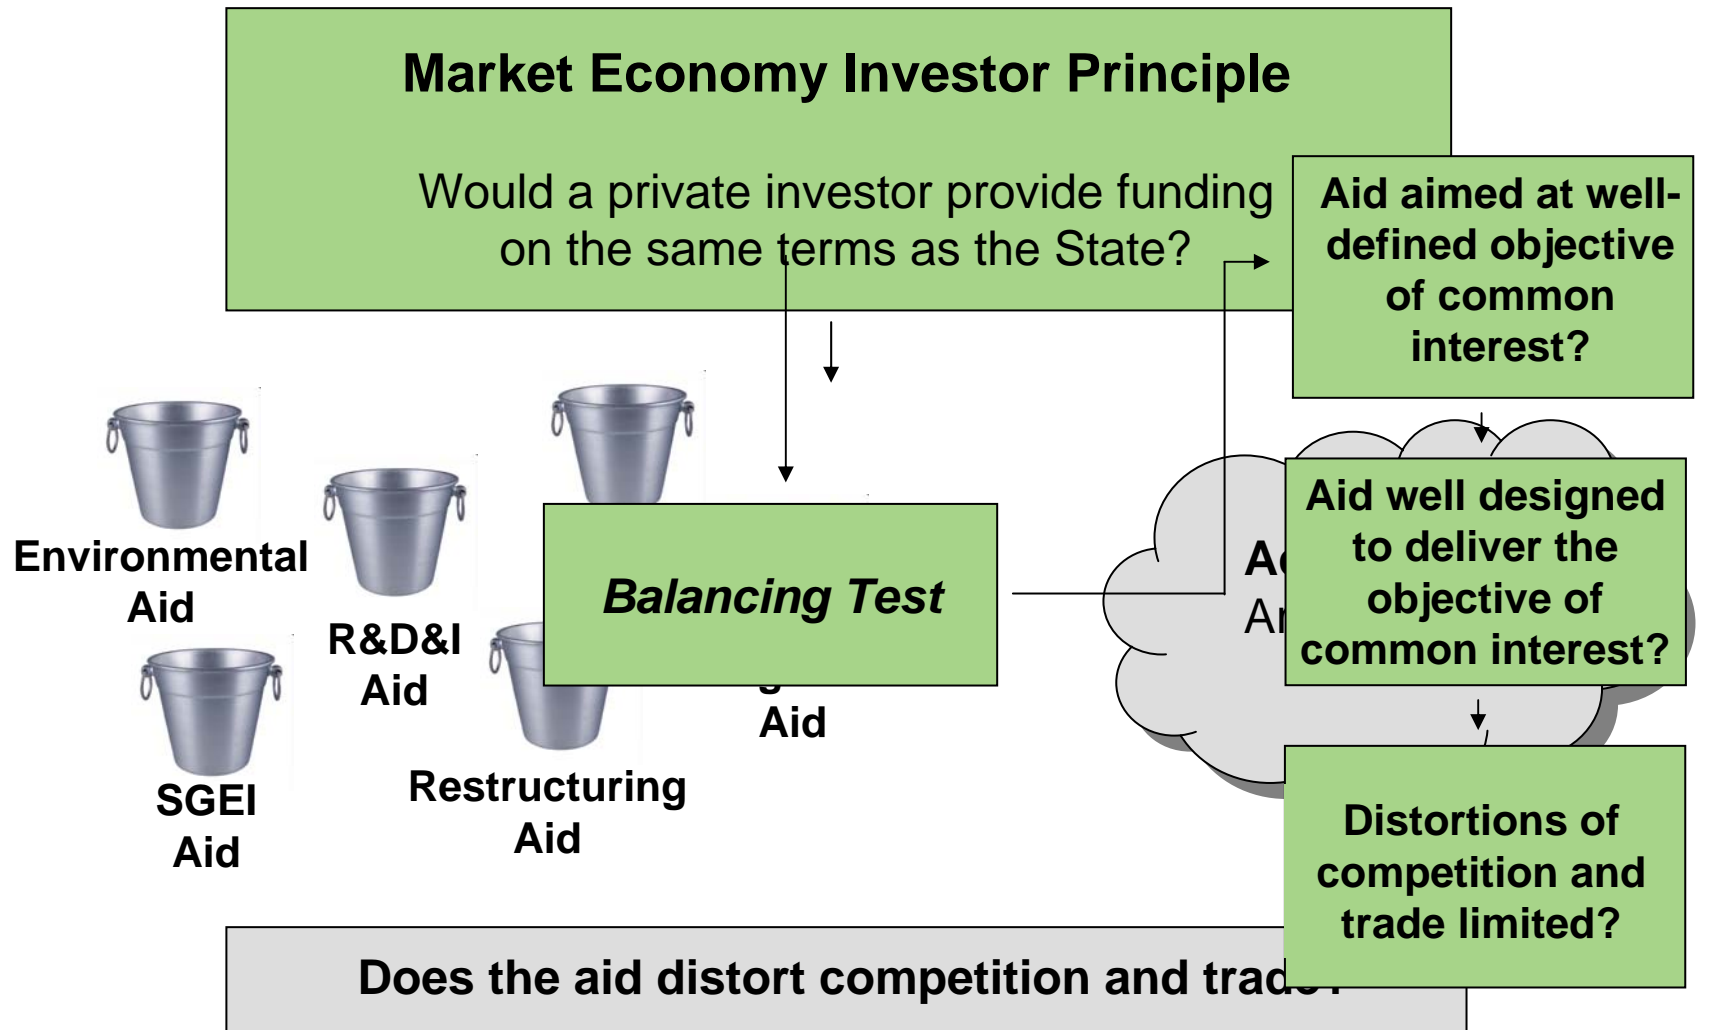 Market Economy Investor Principle
Would a private investor provide funding
on the same terms as the State?
Aid aimed at well-
defined objective
of common
interest?
Environmental
Aid
R&D&I
Aid
SGEI
Aid
Restructuring
Aid
Aid
Balancing Test
Aid well designed
to deliver the
objective of
common interest?
Distortions of
competition and
trade limited?
Does the aid distort competition and trade?